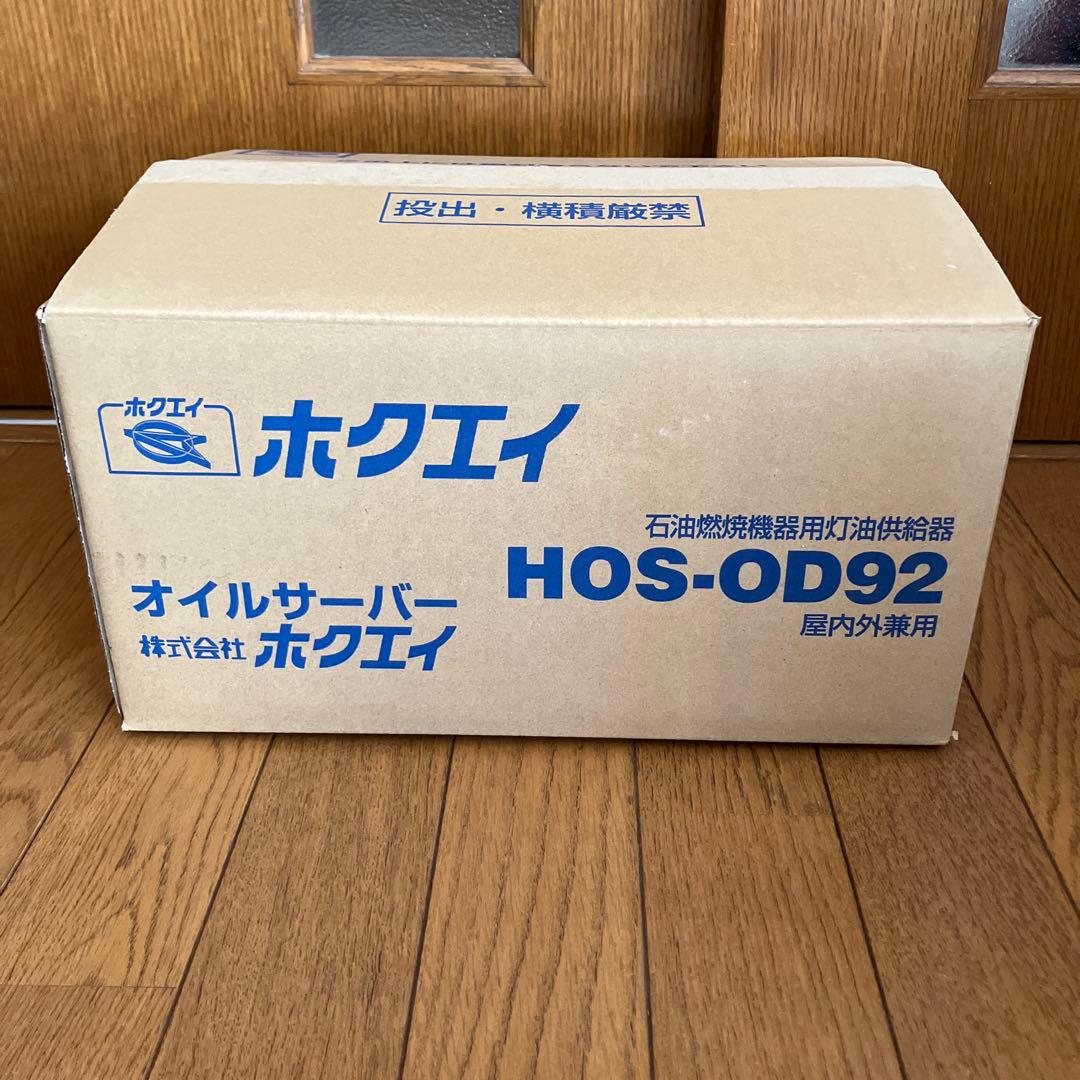 投出・横積厳禁
ホクエイ
ホクエイ
石油燃焼機器用灯油供給器
HOS-OD92
屋内外兼用
オイルサーバー
株式会社 ホクエイ